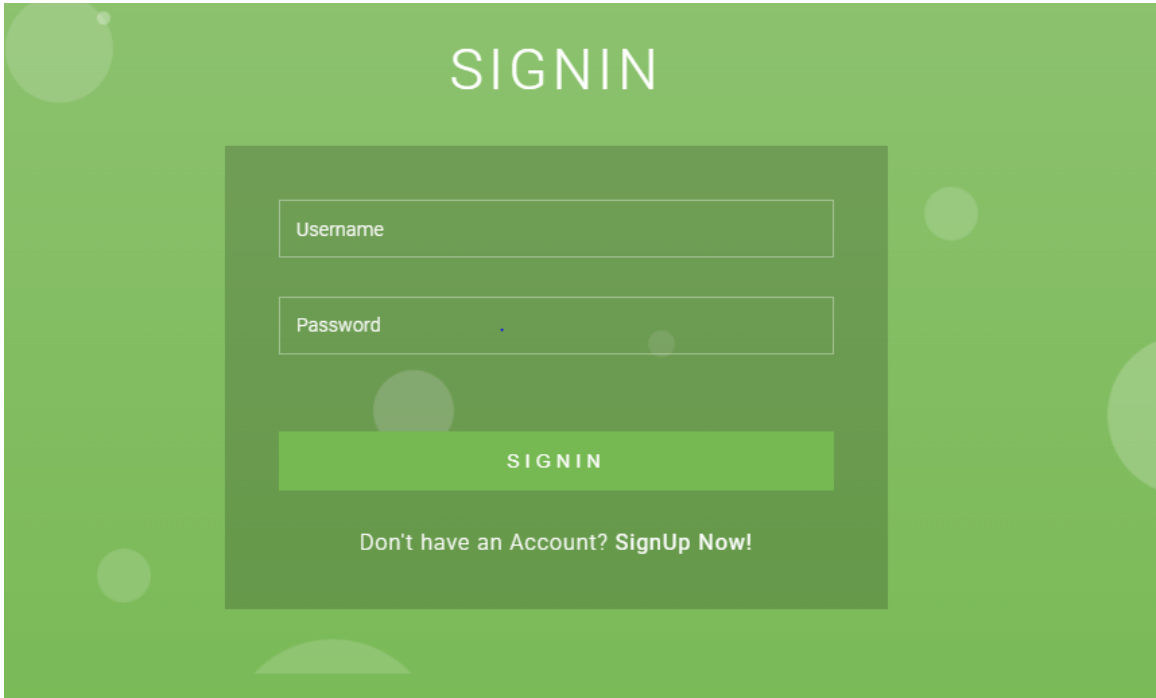 SIGNIN
Username
Password
SIGNIN
Don't have an Account? SignUp Now!